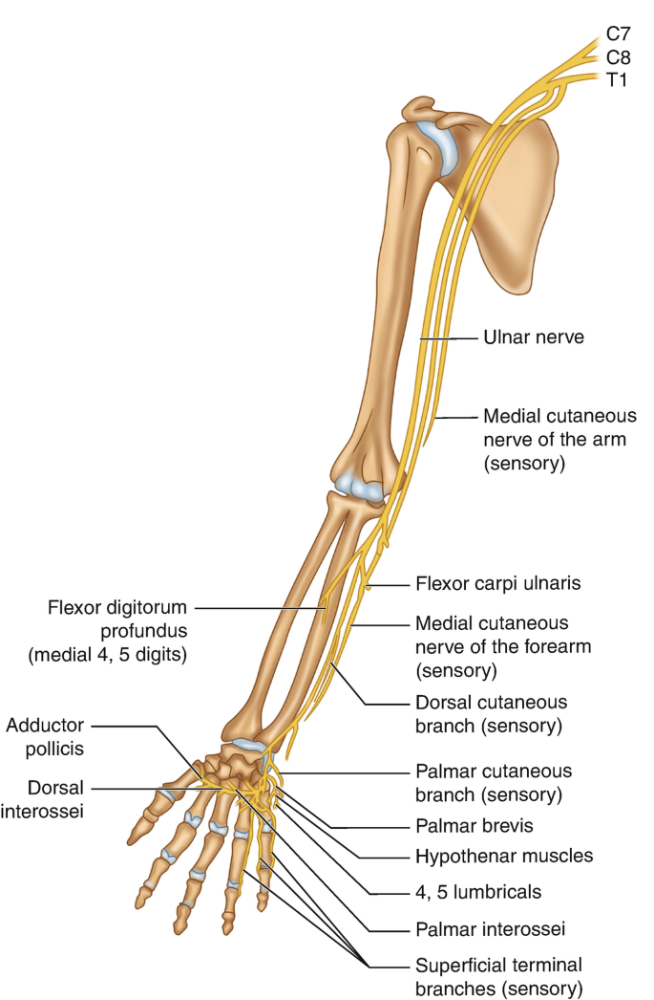 C7
C8
T1
Ulnar nerve
Medial cutaneous
nerve of the arm
(sensory)
Flexor carpi ulnaris
Flexor digitorum
profundus
(medial 4, 5 digits)
Medial cutaneous
nerve of the forearm
(sensory)
Dorsal cutaneous
branch (sensory)
Adductor
pollicis
Dorsal
interossei
Palmar cutaneous
branch (sensory)
Palmar brevis
Hypothenar muscles
4, 5 lumbricals
Palmar interossei
Superficial terminal
branches (sensory)